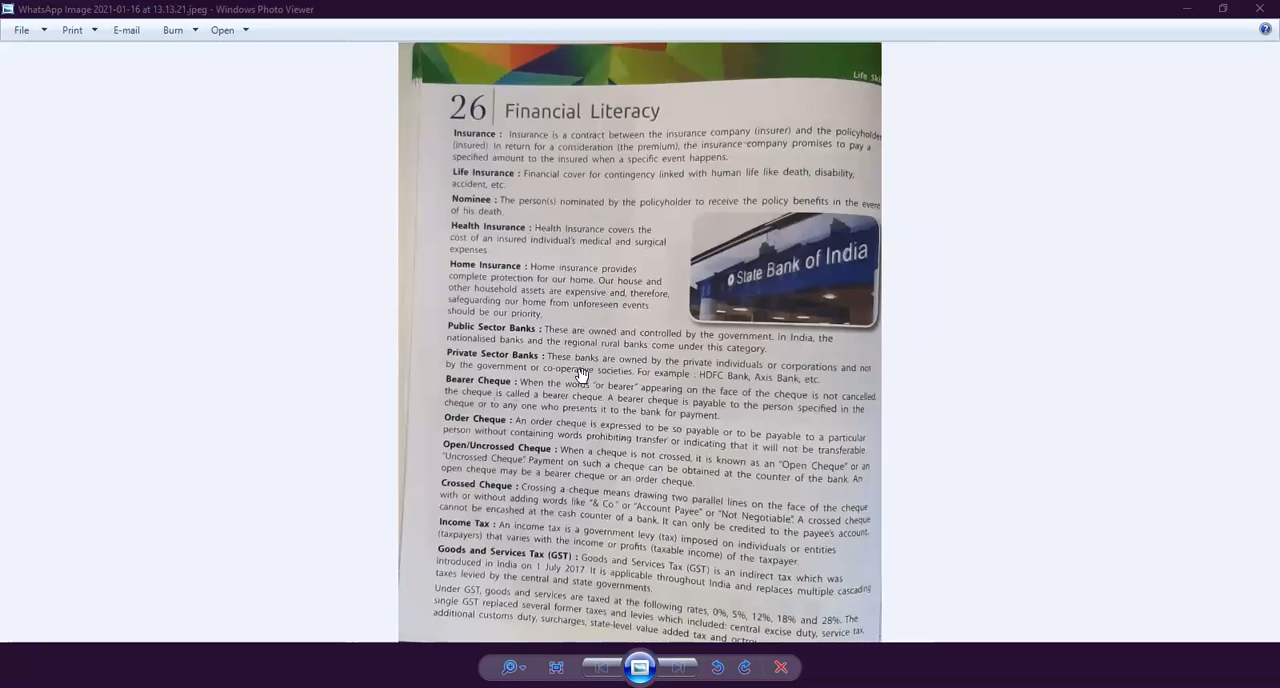 WhatsApp Image 2021-01-16 at 13.13.21.jpeg - Windows Photo Viewer
File Print E-mail Burn Open
Life Ski
26 Financial Literacy
Insurance : Insurance is a contract between the insurance company (insurer) and the policyholder
(insured). In return for a consideration (the premium), the insurance company promises to pay a
specified amount to the insured when a specific event happens.
Life Insurance : Financial cover for contingency linked with human life like death, disability,
accident, etc.
Nominee : The person(s) nominated by the policyholder to receive the policy benefits in the eve
of his death.
Health Insurance : Health Insurance covers the
cost of an insured individual's medical and surgical
expenses
Home Insurance : Home insurance provides
complete protection for our home. Our house and
other household assets are expensive and, therefore,
safeguarding our home from unforeseen events
should be our priority.
State Bank of India
Public Sector Banks : These are owned and controlled by the government. In India, the
nationalised banks and the regional rural banks come under this category.
Private Sector Banks : These banks are owned by the private individuals or corporations and not
by the government or co-operative societies. For example : HDFC Bank, Axis Bank, etc.
Bearer Cheque : When the words "or bearer" appearing on the face of the cheque is not cancelled,
the cheque is called a bearer cheque. A bearer cheque is payable to the person specified in the
cheque or to any one who presents it to the bank for payment.
Order Cheque : An order cheque is expressed to be so payable or to be payable to a particular
person without containing words prohibiting transfer or indicating that it will not be transferable.
Open/Uncrossed Cheque : When a cheque is not crossed, it is known as an "Open Cheque" or an
"Uncrossed Cheque" Payment on such a cheque can be obtained at the counter of the bank. An
open cheque may be a bearer cheque or an order cheque.
Crossed Cheque : Crossing a cheque means drawing two parallel lines on the face of the cheque
with or without adding words like "& Co." or "Account Payee" or "Not Negotiable". A crossed cheque
cannot be encashed at the cash counter of a bank. It can only be credited to the payee's account.
Income Tax : An income tax is a government levy (tax) imposed on individuals or entities
(taxpayers) that varies with the income or profits (taxable income) of the taxpayer.
Goods and Services Tax (GST) : Goods and Services Tax (GST) is an indirect tax which was
introduced in India on 1 July 2017. It is applicable throughout India and replaces multiple cascading
taxes levied by the central and state governments.
Under GST, goods and services are taxed at the following rates, 0%, 5%, 12%, 18% and 28%. The
single GST replaced several former taxes and levies which included: central excise duty, service tax,
additional customs duty, surcharges, state-level value added tax and